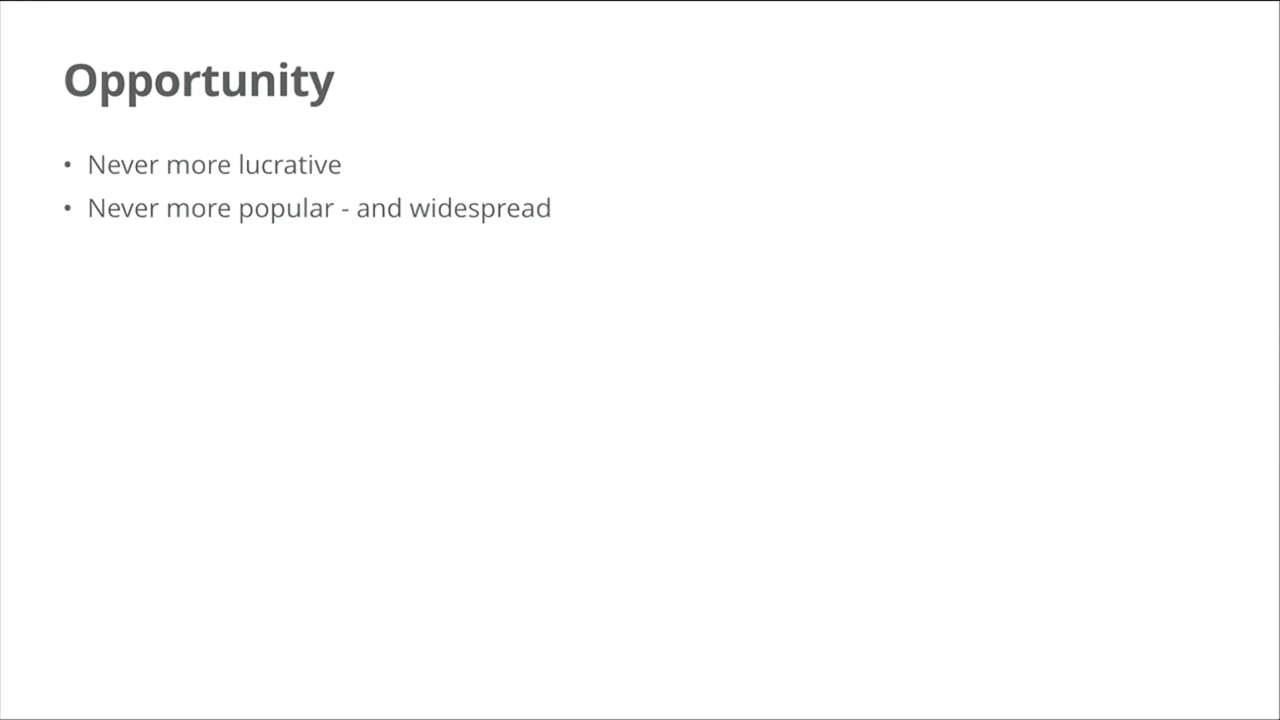 Opportunity
• Never more lucrative
• Never more popular - and widespread